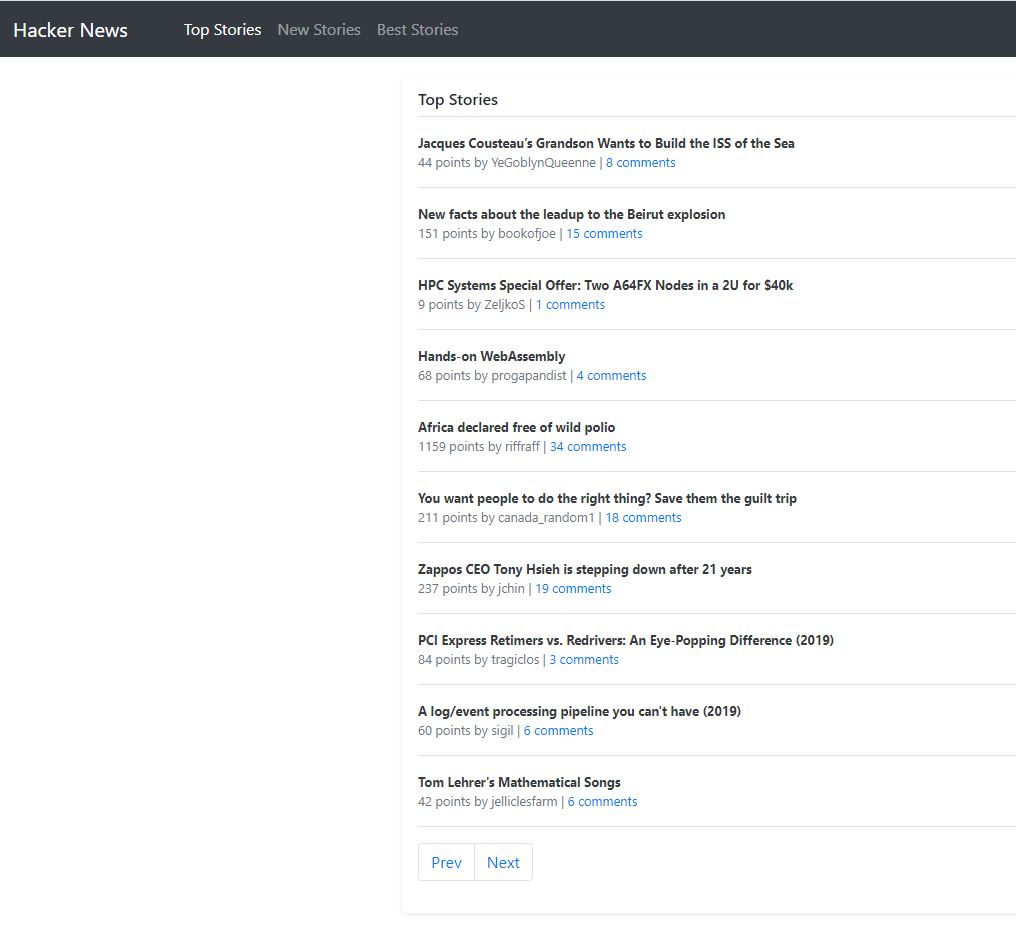 Hacker News Top Stories New Stories Best Stories
Top Stories
Jacques Cousteau’s Grandson Wants to Build the ISS of the Sea
44 points by YeGoblynQueenne | 8 comments
New facts about the leadup to the Beirut explosion
151 points by bookofjoe | 15 comments
HPC Systems Special Offer: Two A64FX Nodes in a 2U for $40k
9 points by ZeljkoS | 1 comments
Hands-on WebAssembly
68 points by progapandist | 4 comments
Africa declared free of wild polio
1159 points by riffraff | 34 comments
You want people to do the right thing? Save them the guilt trip
211 points by canada_random1 | 18 comments
Zappos CEO Tony Hsieh is stepping down after 21 years
237 points by jchin | 19 comments
PCI Express Retimers vs. Redrivers: An Eye-Popping Difference (2019)
84 points by tragiclos | 3 comments
A log/event processing pipeline you can't have (2019)
60 points by sigil | 6 comments
Tom Lehrer's Mathematical Songs
42 points by jelliclesfarm | 6 comments
Prev Next